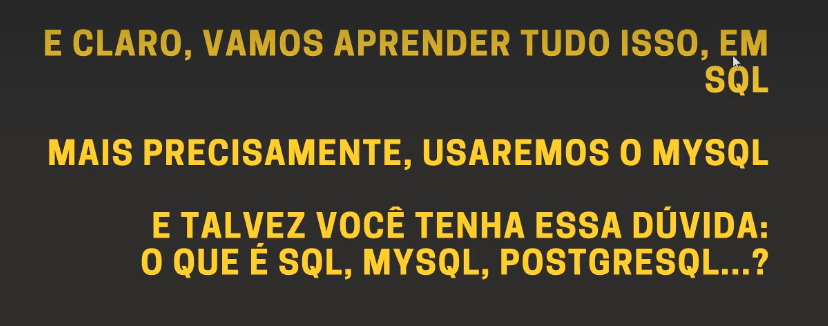 E CLARO, VAMOS APRENDER TUDO ISSO, EM
SQL
MAIS PRECISAMENTE, USAREMOS O MYSQL
E TALVEZ VOCÊ TENHA ESSA DÚVIDA:
O QUE É SQL, MYSQL, POSTGRESQL...?